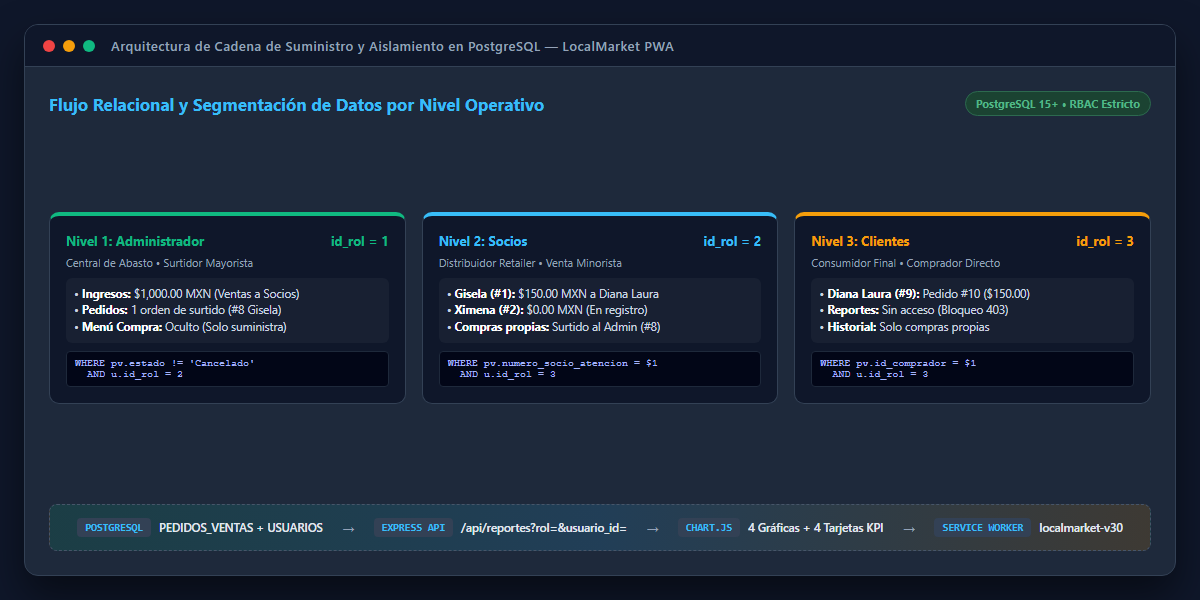 Arquitectura de Cadena de Suministro y Aislamiento en PostgreSQL — LocalMarket PWA
Flujo Relacional y Segmentación de Datos por Nivel Operativo
PostgreSQL 15+ • RBAC Estricto
Nivel 1: Administrador
id_rol = 1
Central de Abasto • Surtidor Mayorista
• Ingresos: $1,000.00 MXN (Ventas a Socios)
• Pedidos: 1 orden de surtido (#8 Gisela)
• Menú Compra: Oculto (Solo suministra)
WHERE pv.estado != 'Cancelado'
AND u.id_rol = 2
Nivel 2: Socios
id_rol = 2
Distribuidor Retailer • Venta Minorista
• Gisela (#1): $150.00 MXN a Diana Laura
• Ximena (#2): $0.00 MXN (En registro)
• Compras propias: Surtido al Admin (#8)
WHERE pv.numero_socio_atencion = $1
AND u.id_rol = 3
Nivel 3: Clientes
id_rol = 3
Consumidor Final • Comprador Directo
• Diana Laura (#9): Pedido #10 ($150.00)
• Reportes: Sin acceso (Bloqueo 403)
• Historial: Solo compras propias
WHERE pv.id_comprador = $1
AND u.id_rol = 3
POSTGRESQL PEDIDOS_VENTAS + USUARIOS → EXPRESS API /api/reportes?rol=&usuario_id= → CHART.JS 4 Gráficas + 4 Tarjetas KPI → SERVICE WORKER localmarket-v30